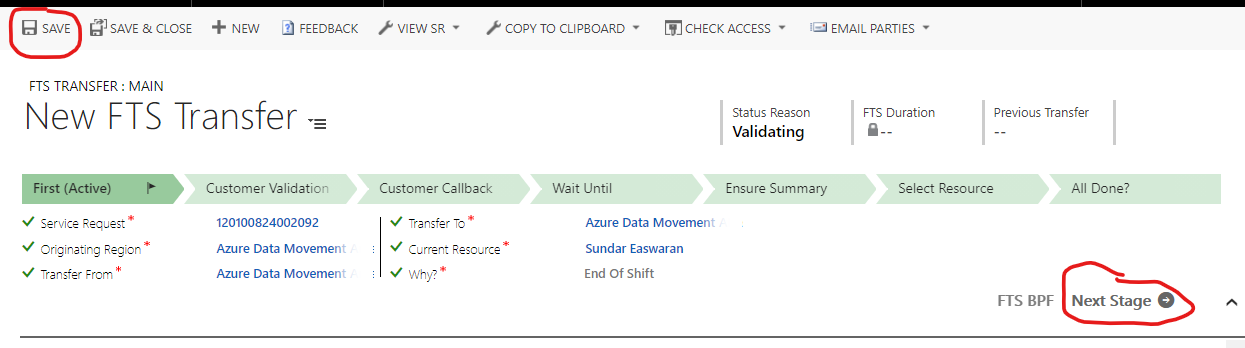 SAVE SAVE & CLOSE NEW FEEDBACK VIEW SR COPY TO CLIPBOARD CHECK ACCESS EMAIL PARTIES
FTS TRANSFER : MAIN
New FTS Transfer
Status Reason FTS Duration Previous Transfer
Validating -- --
First (Active) Customer Validation Customer Callback Wait Until Ensure Summary Select Resource All Done?
Service Request* 120100824002092 Transfer To* Azure Data Movement
Originating Region* Azure Data Movement Current Resource* Sundar Easwaran
Transfer From* Azure Data Movement Why?* End Of Shift
FTS BPF Next Stage